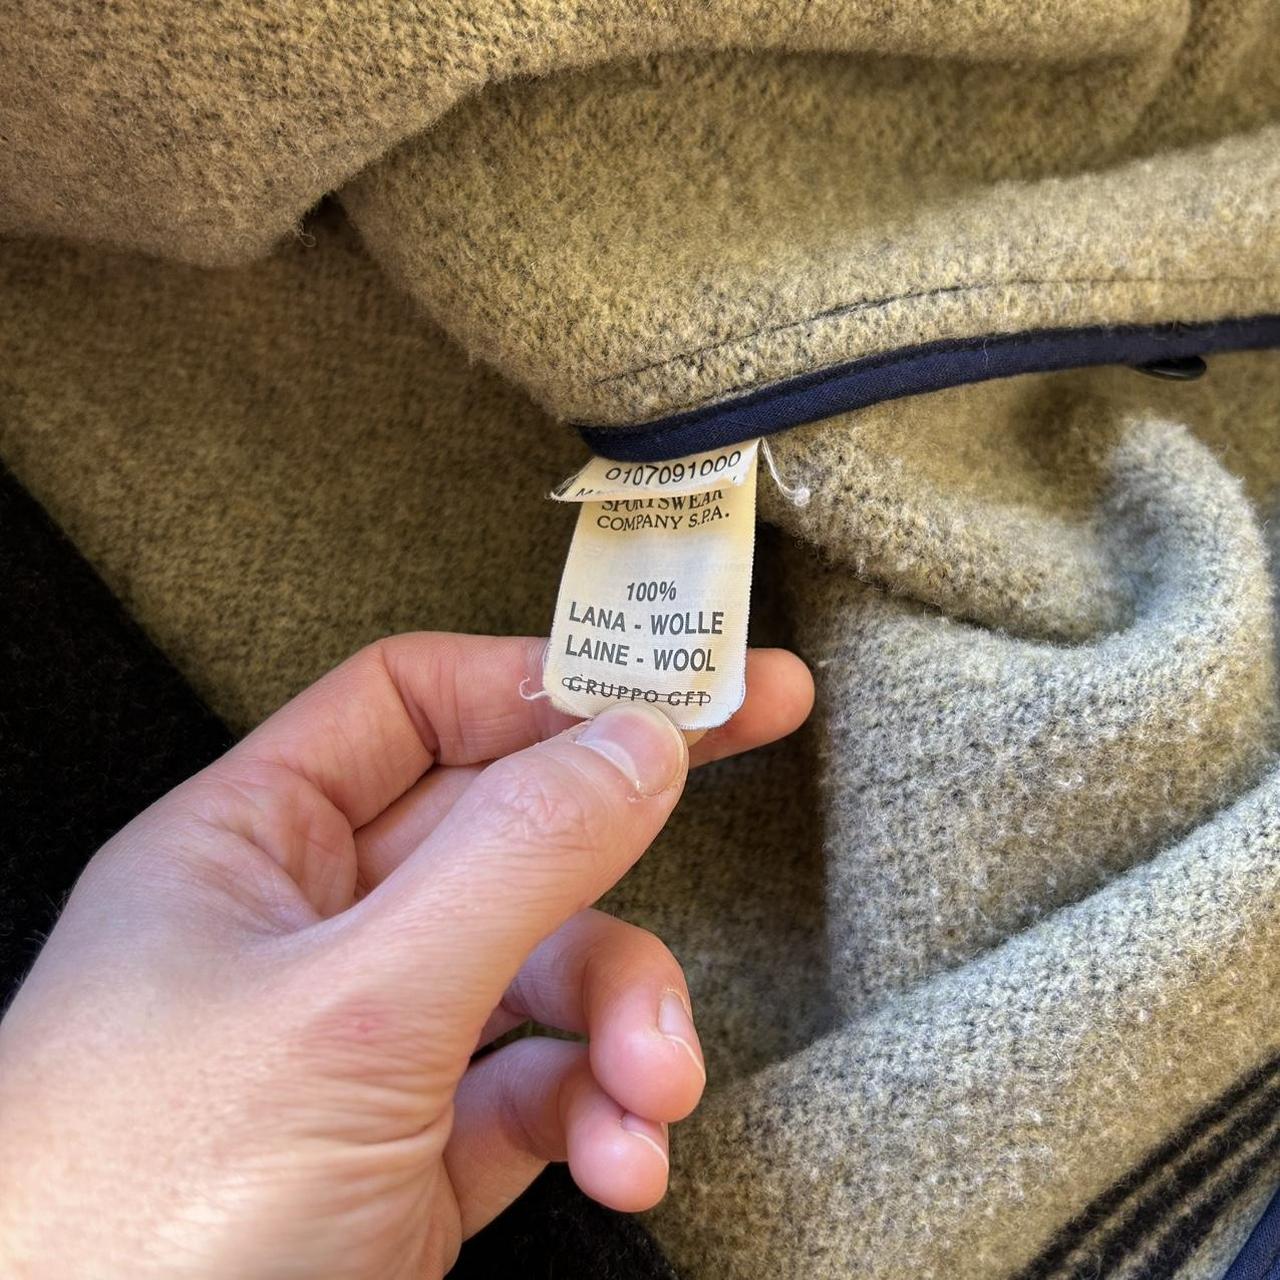 0107091000
SPORTSWEAR
COMPANY S.P.A.
100%
LANA - WOLLE
LAINE - WOOL
GRUPPO GFT